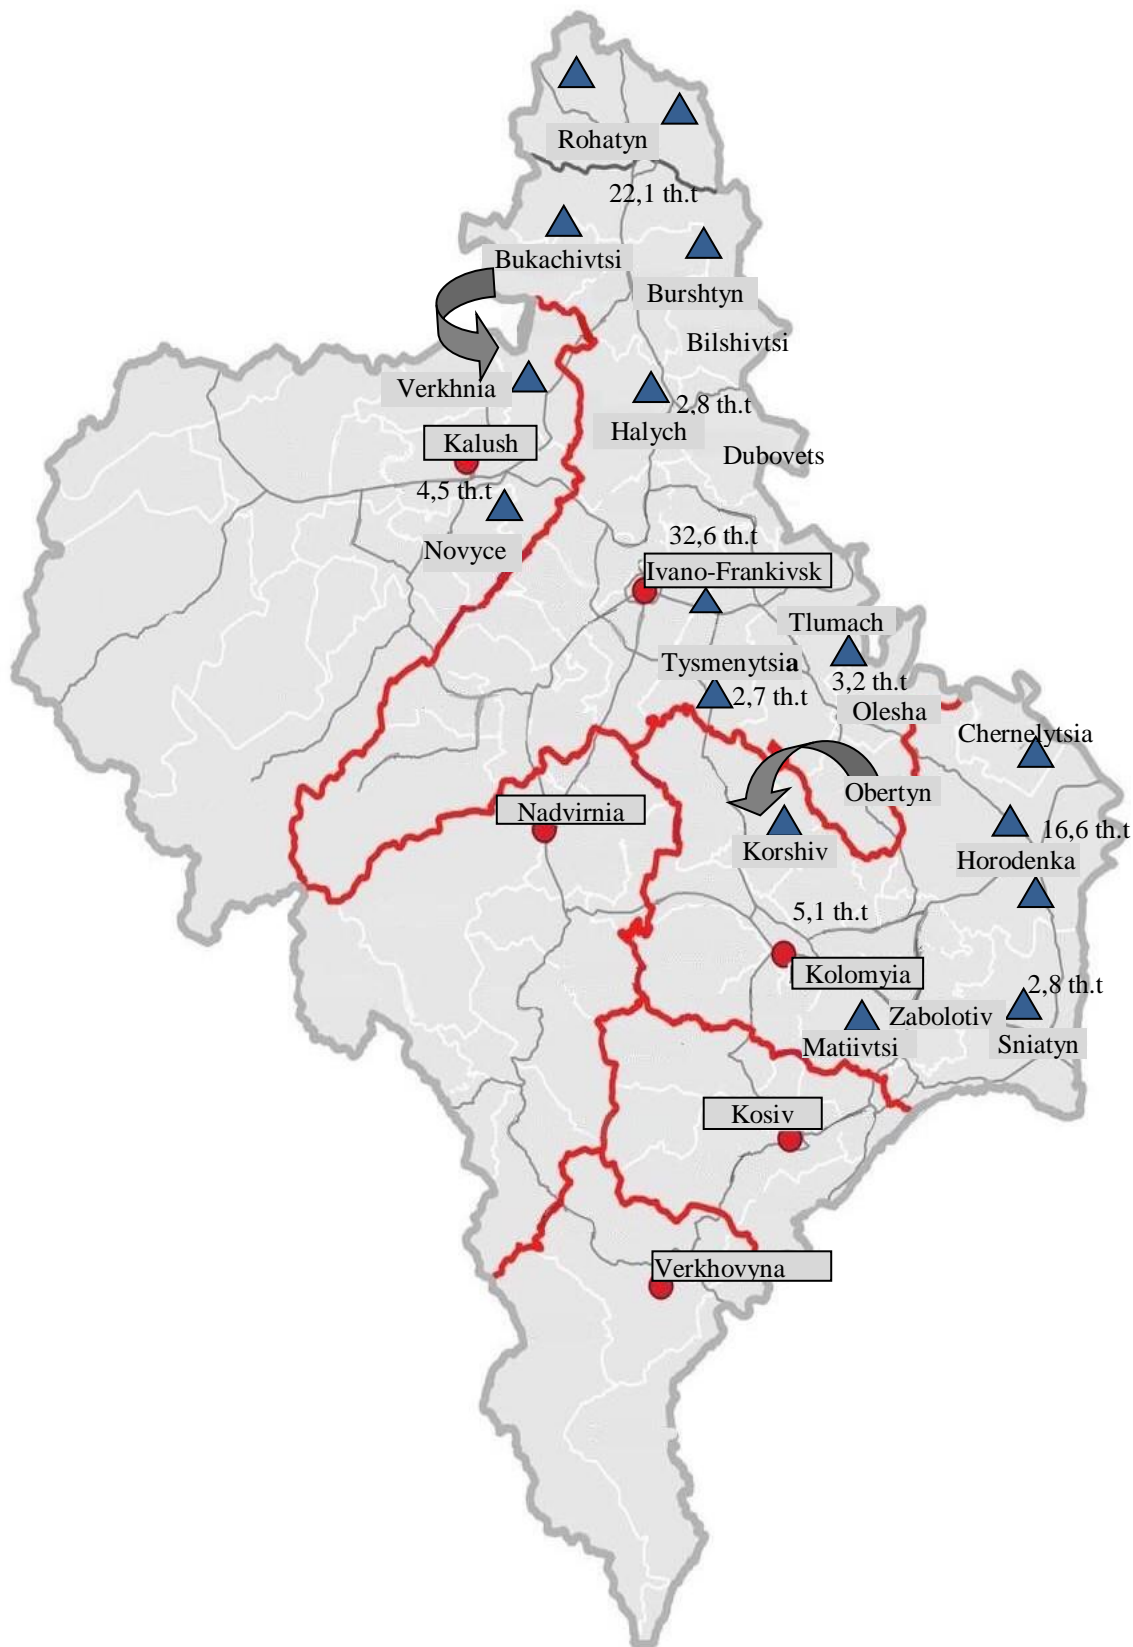 Rohatyn
22,1 th.t
Bukachivtsi
Burshtyn
Bilshivtsi
Verkhnia
2,8 th.t
Halych
Kalush
Dubovets
4,5 th.t
Novyce
32,6 th.t
Ivano-Frankivsk
Tlumach
Tysmenytsia
3,2 th.t
2,7 th.t
Olesha
Chernelytsia
Obertyn
Nadvirnia
16,6 th.t
Korshiv
Horodenka
5,1 th.t
Kolomyia
2,8 th.t
Zabolotiv
Matiivtsi
Sniatyn
Kosiv
Verkhovyna